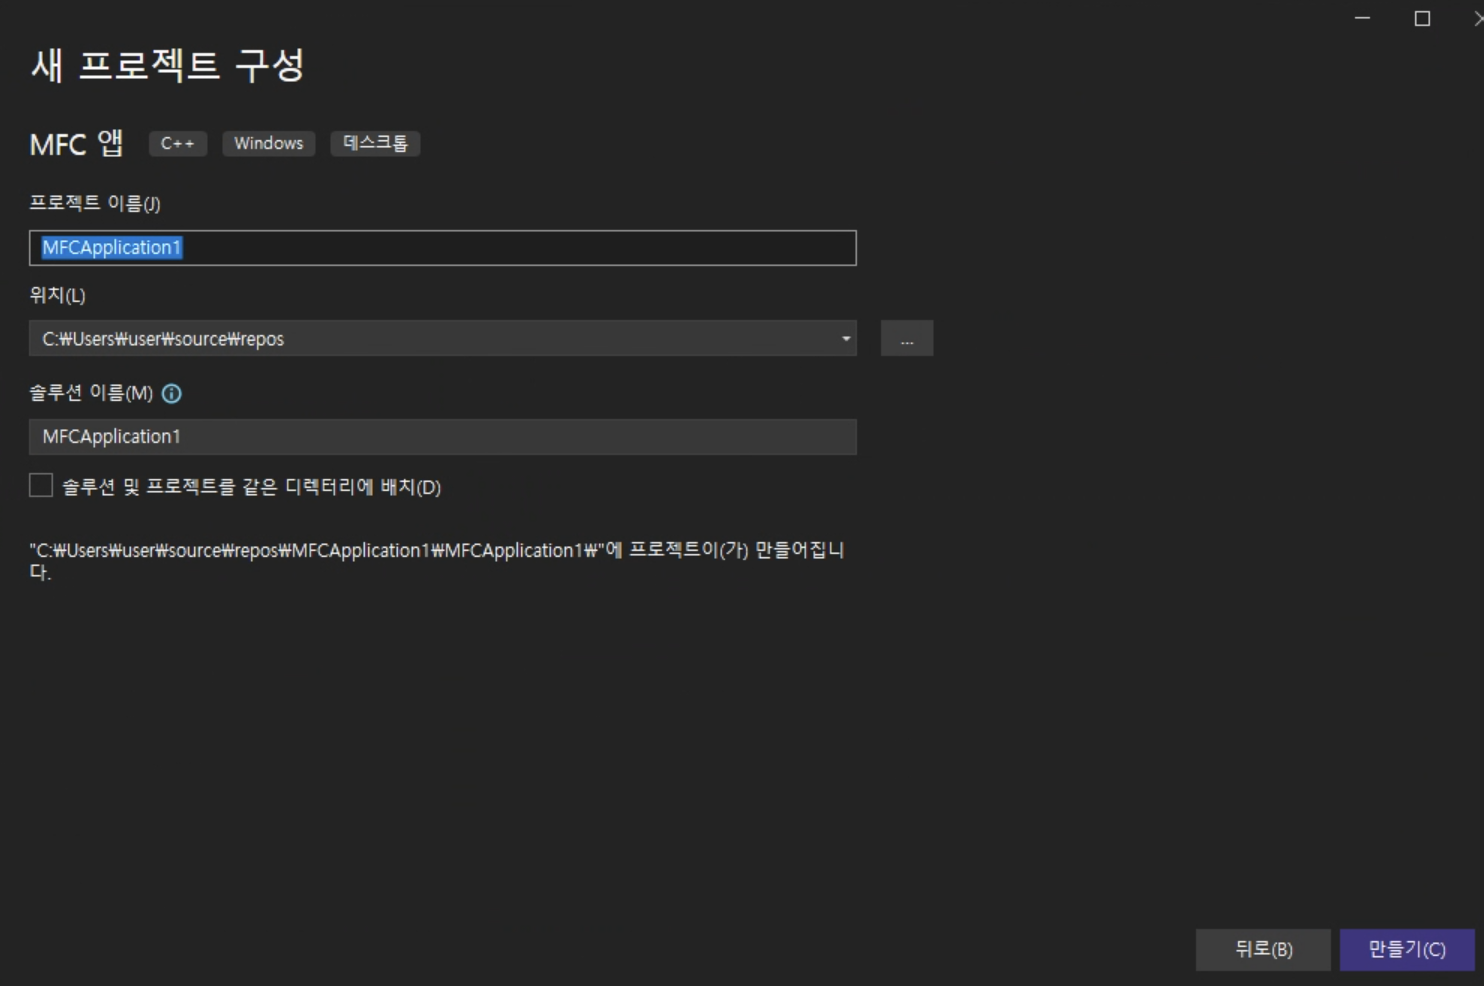 새 프로젝트 구성
MFC 앱 C++ Windows 데스크톱
프로젝트 이름(J)
MFCApplication1
위치(L)
C:₩Users₩user₩source₩repos ...
솔루션 이름(M)
MFCApplication1
솔루션 및 프로젝트를 같은 디렉터리에 배치(D)
"C:₩Users₩user₩source₩repos₩MFCApplication1₩MFCApplication1₩"에 프로젝트이(가) 만들어집니
다.
뒤로(B) 만들기(C)